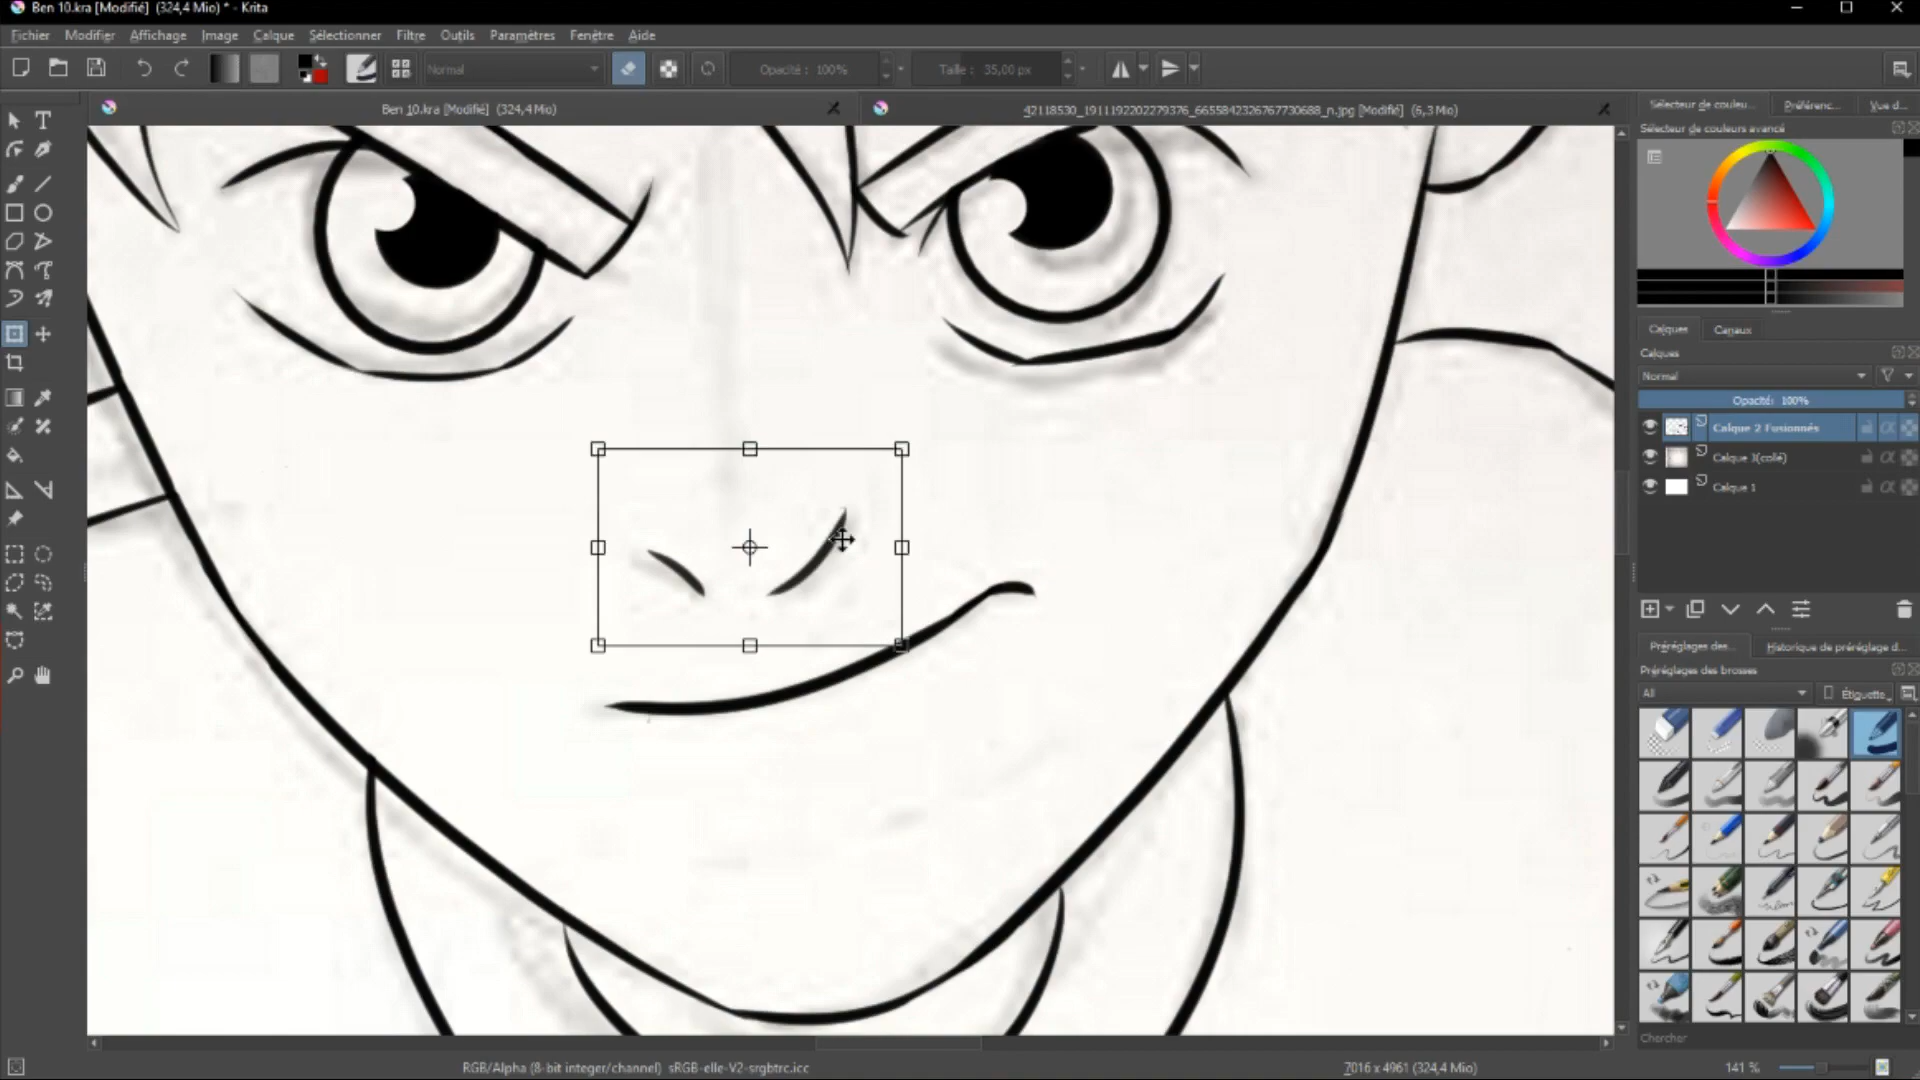 Ben 10.kra [Modifié] (324,4 Mio) * - Krita
Fichier Modifier Affichage Image Calque Sélectionner Filtre Outils Paramètres Fenêtre Aide
Normal Opacité : 100% Taille : 35,00 px
Ben 10.kra [Modifié] (324,4 Mio)
42118530_1911192202279376_6655842326767730688_n.jpg [Modifié] (6,3 Mio)
Sélecteur de couleu... Préférenc... Vue d...
Sélecteur de couleurs avancé
Calques Canaux
Calques
Normal
Opacité: 100%
Calque 2 Fusionnés
Calque 3(collé)
Calque 1
Préréglages des... Historique de préréglage d...
Préréglages des brosses
All Étiquette
Chercher
RGB/Alpha (8-bit integer/channel) sRGB-elle-V2-srgbtrc.icc
7016 x 4961 (324,4 Mio)
141 %